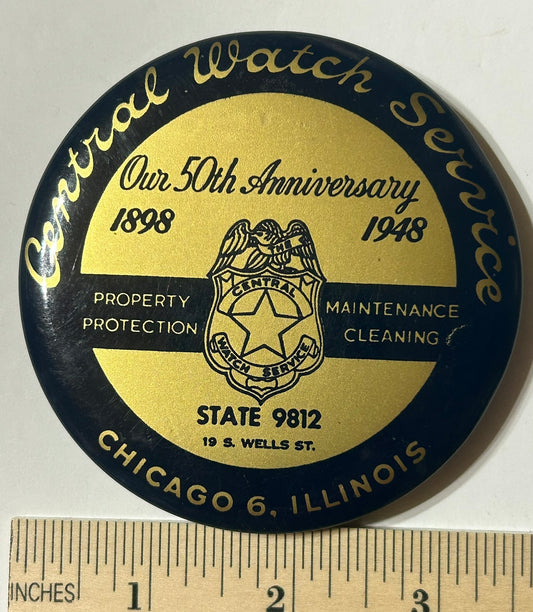 Central Watch Service
Our 50th Anniversary
1898 1948
THE
CENTRAL
WATCH SERVICE
PROPERTY
PROTECTION
MAINTENANCE
CLEANING
STATE 9812
19 S. WELLS ST.
CHICAGO 6, ILLINOIS
INCHES 1 2 3